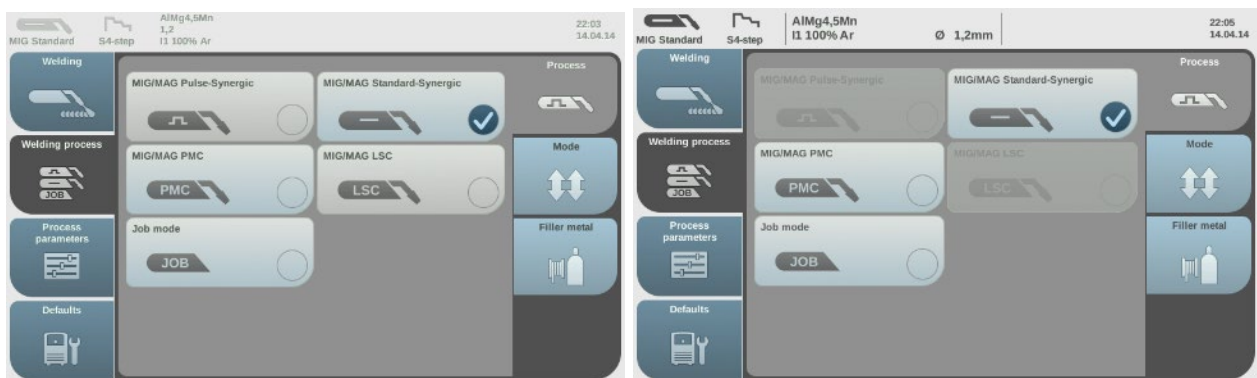 MIG Standard
S4-step
AlMg4,5Mn
1,2
I1 100% Ar
22:03
14.04.14
Welding
Welding process
JOB
Process
parameters
Defaults
MIG/MAG Pulse-Synergic
MIG/MAG Standard-Synergic
MIG/MAG PMC
PMC
MIG/MAG LSC
LSC
Job mode
JOB
Process
Mode
Filler metal
MIG Standard
S4-step
AlMg4,5Mn
I1 100% Ar
Ø 1,2mm
22:05
14.04.14
Welding
Welding process
JOB
Process
parameters
Defaults
MIG/MAG Pulse-Synergic
MIG/MAG Standard-Synergic
MIG/MAG PMC
PMC
MIG/MAG LSC
LSC
Job mode
JOB
Process
Mode
Filler metal